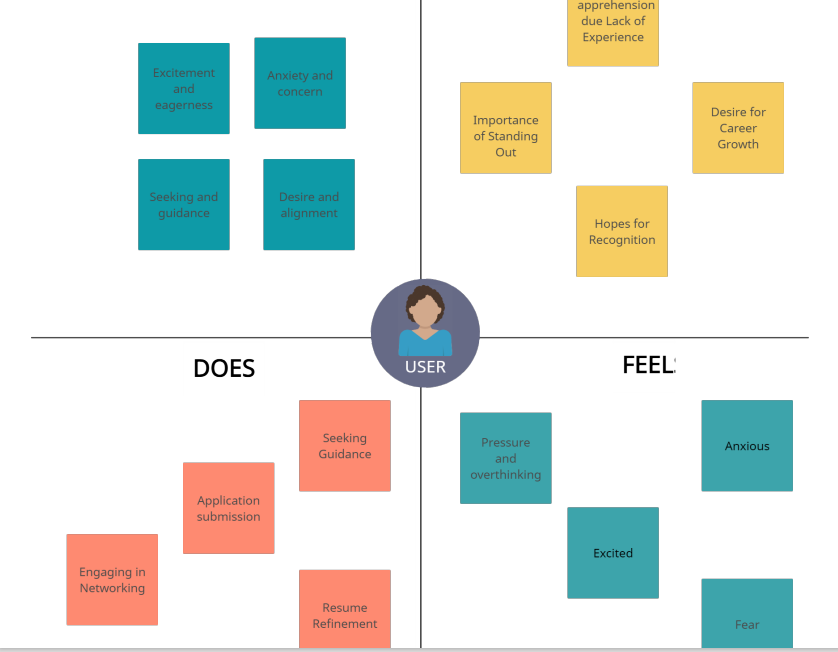 Excitement
and
eagerness
Anxiety and
concern
Seeking and
guidance
Desire and
alignment
apprehension
due Lack of
Experience
Importance
of Standing
Out
Desire for
Career
Growth
Hopes for
Recognition
USER
DOES
Seeking
Guidance
Application
submission
Engaging in
Networking
Resume
Refinement
FEELS
Pressure
and
overthinking
Anxious
Excited
Fear